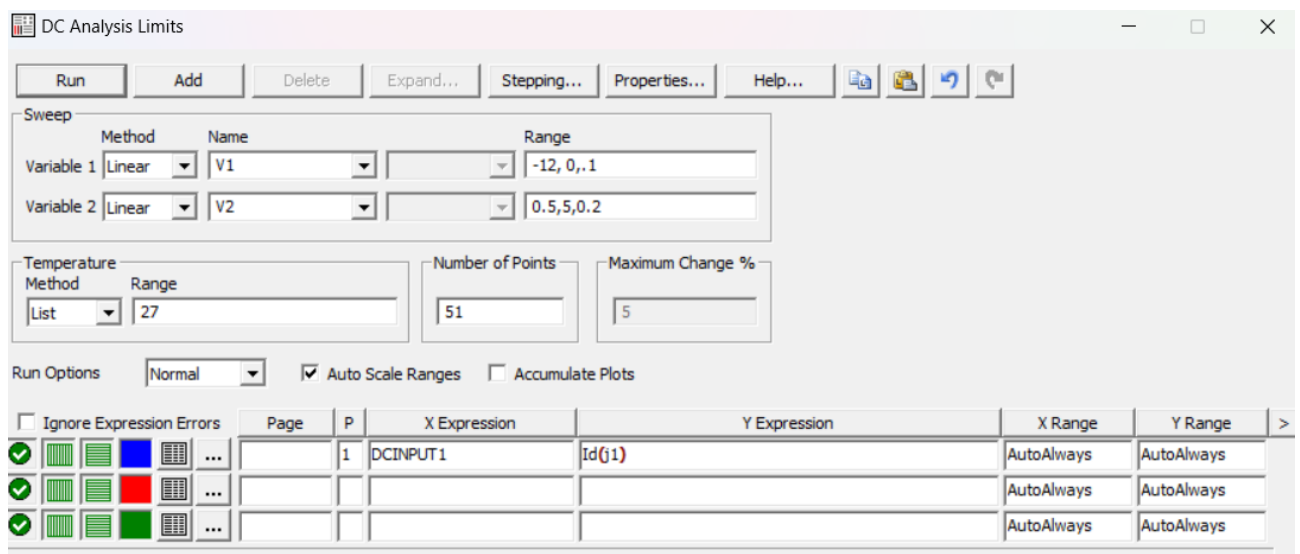 DC Analysis Limits
Run Add Delete Expand... Stepping... Properties... Help...
Sweep
Method Name Range
Variable 1 Linear V1 -12, 0,.1
Variable 2 Linear V2 0.5,5,0.2
Temperature Number of Points Maximum Change %
Method Range
List 27 51 5
Run Options Normal Auto Scale Ranges Accumulate Plots
Ignore Expression Errors Page P X Expression Y Expression X Range Y Range >
... 1 DCINPUT1 Id(j1) AutoAlways AutoAlways
... AutoAlways AutoAlways
... AutoAlways AutoAlways